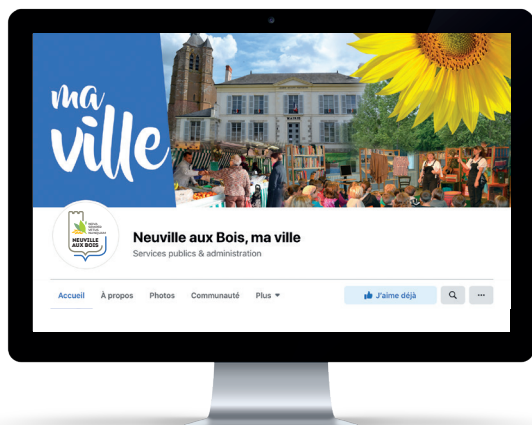 ma
ville
MAIRIE
NEUVILLE
AUX BOIS
Neuville aux Bois, ma ville
Services publics & administration
Accueil À propos Photos Communauté Plus
J'aime déjà